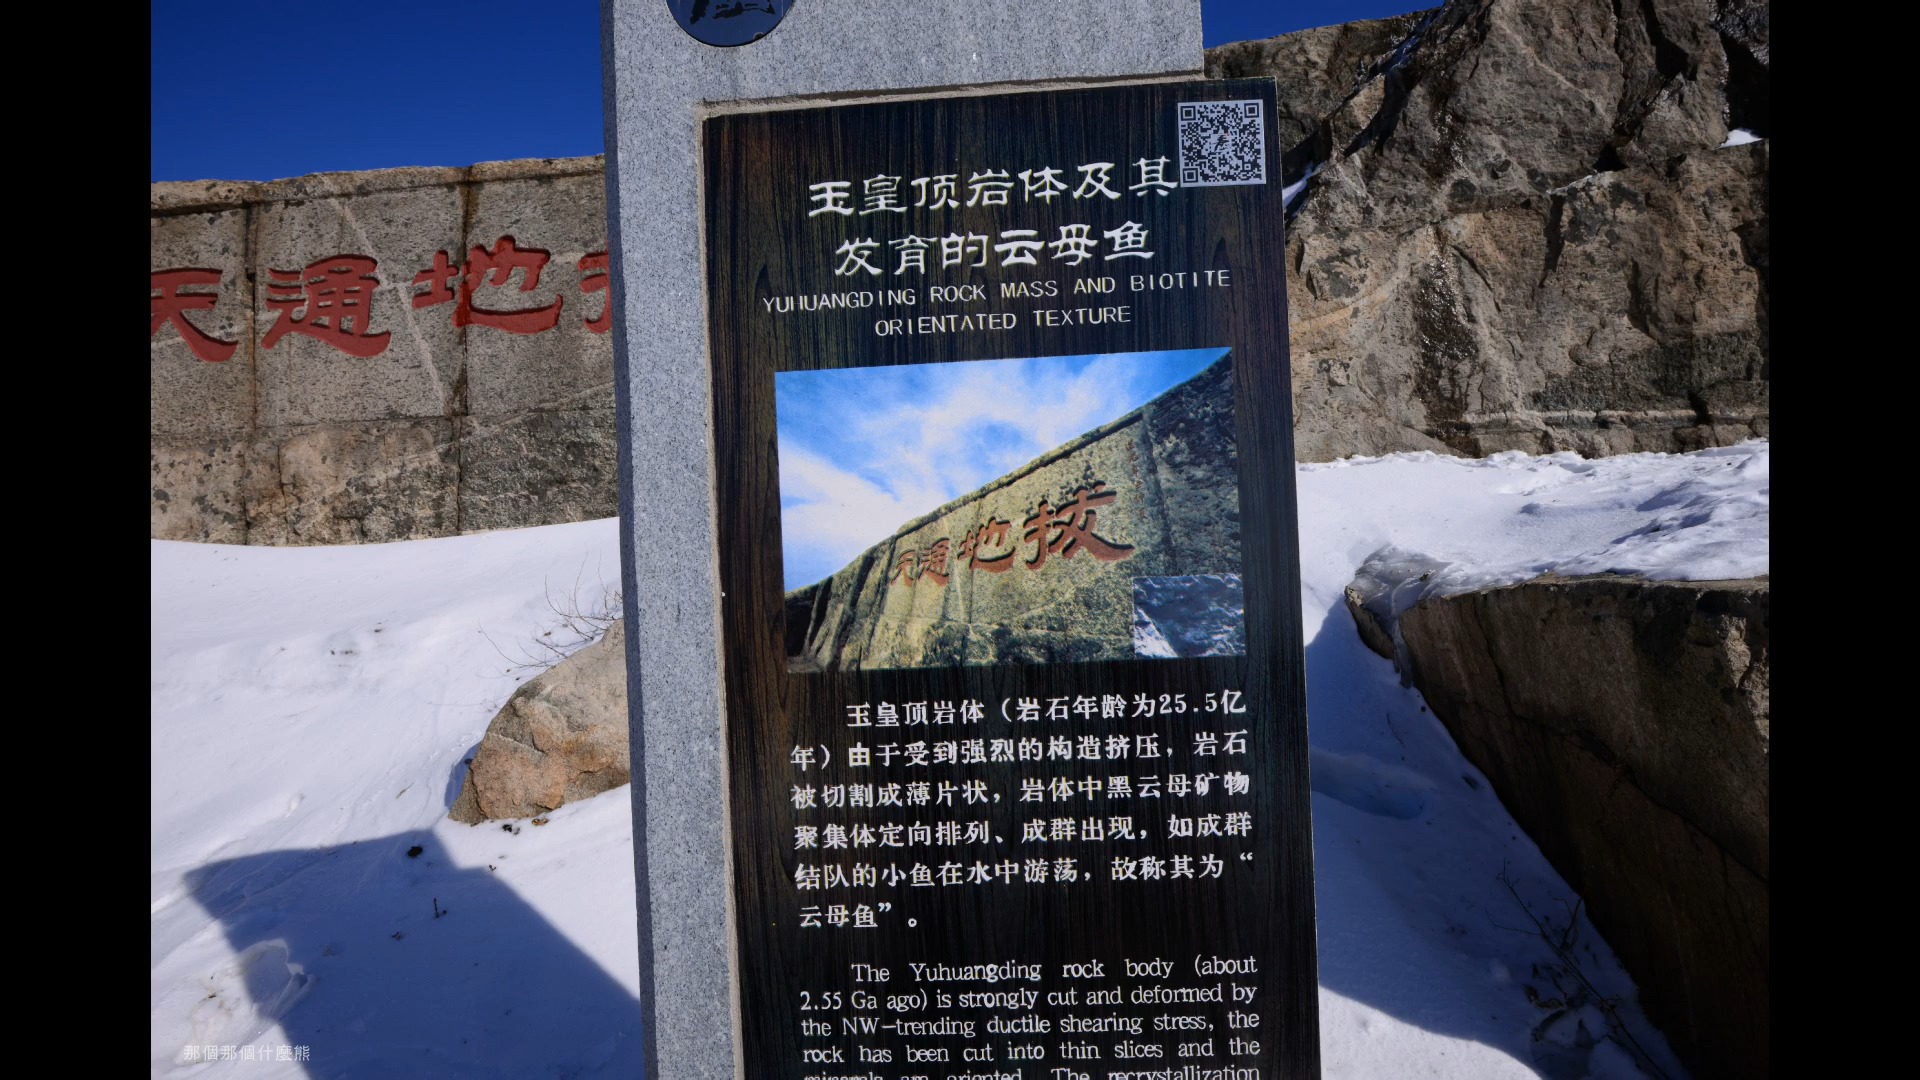 天通地
玉皇顶岩体及其
发育的云母鱼
YUHUANGDING ROCK MASS AND BIOTITE
ORIENTATED TEXTURE
天通地拔
玉皇顶岩体（岩石年龄为25.5亿
年）由于受到强烈的构造挤压，岩石
被切割成薄片状，岩体中黑云母矿物
聚集体定向排列、成群出现，如成群
结队的小鱼在水中游荡，故称其为“
云母鱼”。
The Yuhuangding rock body (about
2.55 Ga ago) is strongly cut and deformed by
the NW-trending ductile shearing stress, the
rock has been cut into thin slices and the
minerals are oriented. The recrystallization
那個那個什麼熊